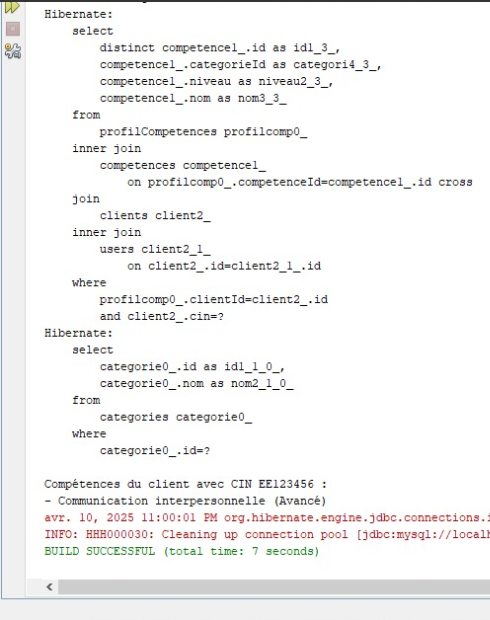 Hibernate:
select
distinct competence1_.id as id1_3_,
competence1_.categorieId as categori4_3_,
competence1_.niveau as niveau2_3_,
competence1_.nom as nom3_3_
from
profilCompetences profilcomp0_
inner join
competences competence1_
on profilcomp0_.competenceId=competence1_.id cross
join
clients client2_
inner join
users client2_1_
on client2_.id=client2_1_.id
where
profilcomp0_.clientId=client2_.id
and client2_.cin=?
Hibernate:
select
categorie0_.id as id1_1_0_,
categorie0_.nom as nom2_1_0_
from
categories categorie0_
where
categorie0_.id=?
Compétences du client avec CIN EE123456 :
- Communication interpersonnelle (Avancé)
avr. 10, 2025 11:00:01 PM org.hibernate.engine.jdbc.connections.i
INFO: HHH000030: Cleaning up connection pool [jdbc:mysql://localh
BUILD SUCCESSFUL (total time: 7 seconds)